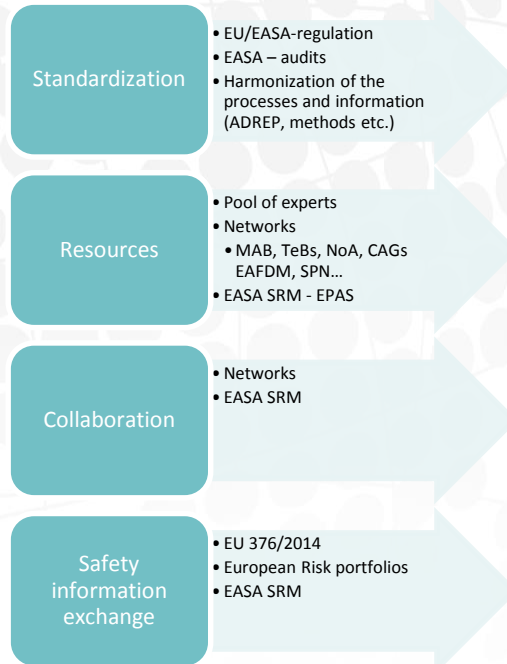 Standardization
• EU/EASA-regulation
• EASA – audits
• Harmonization of the
processes and information
(ADREP, methods etc.)
Resources
• Pool of experts
• Networks
• MAB, TeBs, NoA, CAGs
EAFDM, SPN...
• EASA SRM - EPAS
Collaboration
• Networks
• EASA SRM
Safety
information
exchange
• EU 376/2014
• European Risk portfolios
• EASA SRM